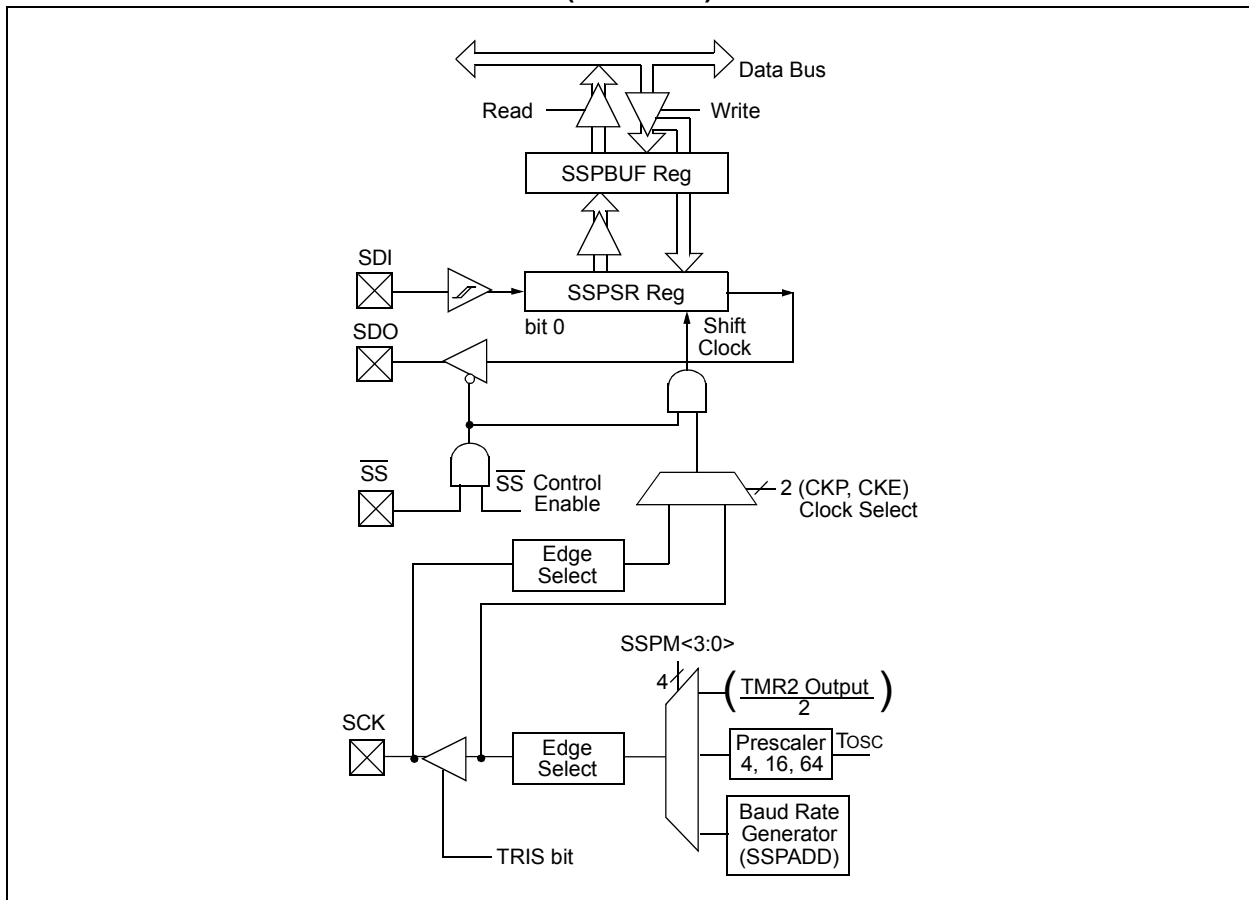 Data Bus
Read
Write
SSPBUF Reg
SDI
SSPSR Reg
bit 0
Shift
Clock
SDO
SS
SS Control
Enable
2 (CKP, CKE)
Clock Select
Edge
Select
SSPM<3:0>
4
( TMR2 Output )
2
SCK
Edge
Select
Prescaler
4, 16, 64
TOSC
Baud Rate
Generator
(SSPADD)
TRIS bit